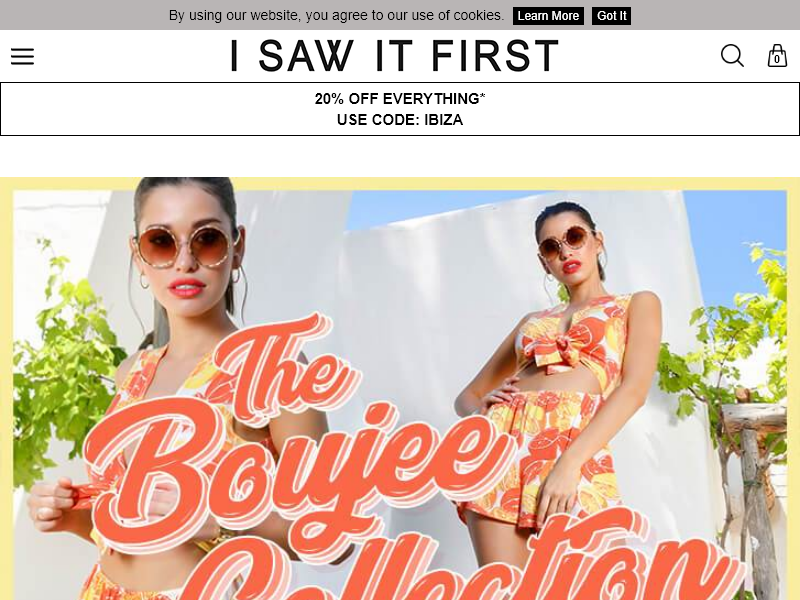 By using our website, you agree to our use of cookies. Learn More Got It
I SAW IT FIRST
0
20% OFF EVERYTHING*
USE CODE: IBIZA
The
Boujee
Collection